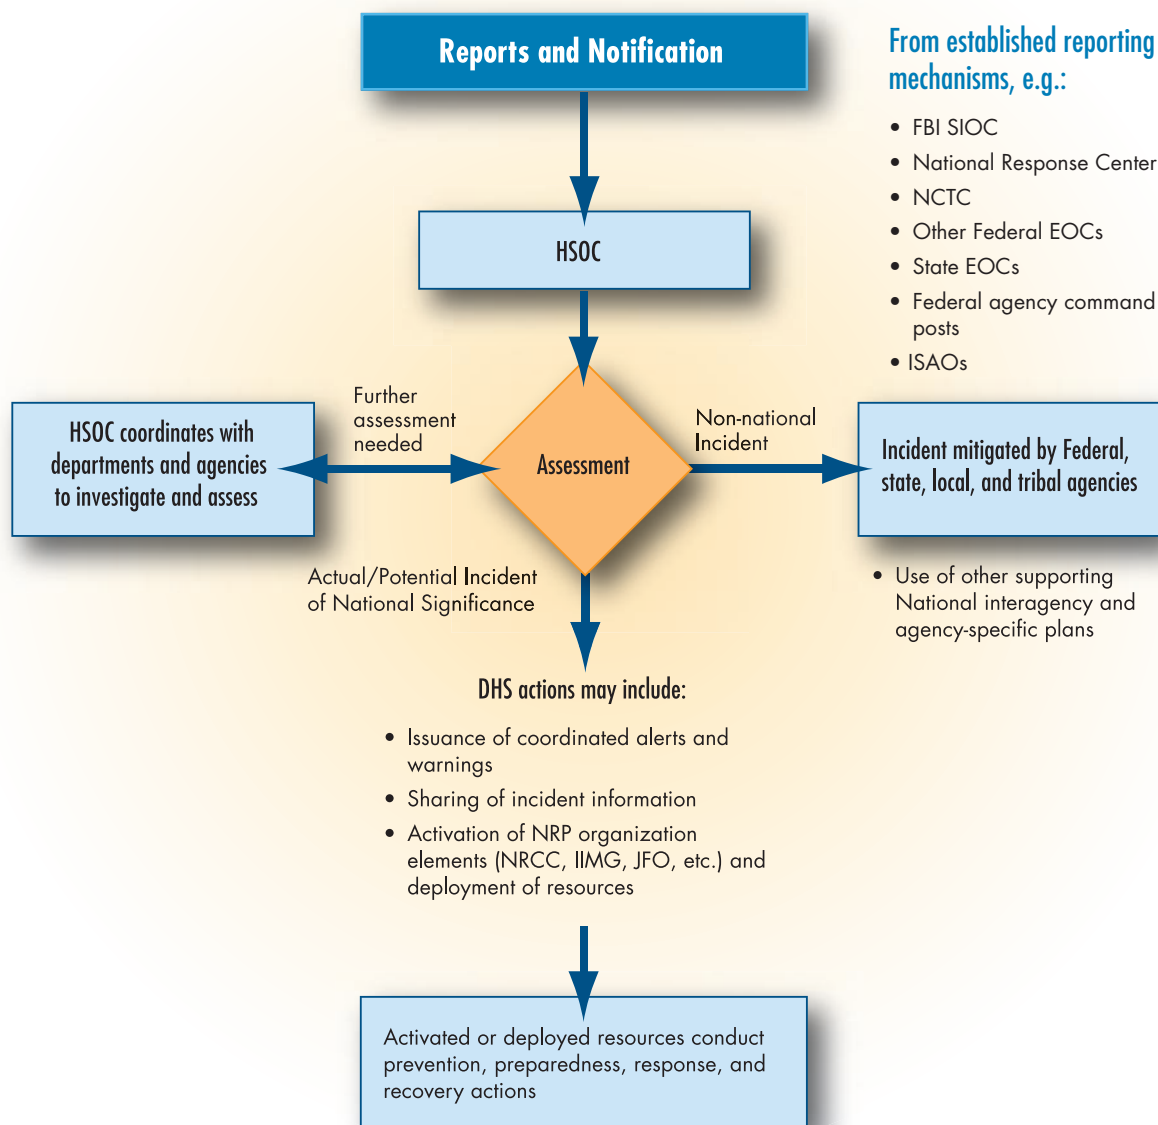 Reports and Notification
From established reporting
mechanisms, e.g.:
• FBI SIOC
• National Response Center
• NCTC
• Other Federal EOCs
• State EOCs
• Federal agency command
posts
• ISAOs
HSOC
Further
assessment
needed
Non-national
Incident
HSOC coordinates with
departments and agencies
to investigate and assess
Assessment
Incident mitigated by Federal,
state, local, and tribal agencies
Actual/Potential Incident
of National Significance
• Use of other supporting
National interagency and
agency-specific plans
DHS actions may include:
• Issuance of coordinated alerts and
warnings
• Sharing of incident information
• Activation of NRP organization
elements (NRCC, IIMG, JFO, etc.) and
deployment of resources
Activated or deployed resources conduct
prevention, preparedness, response, and
recovery actions